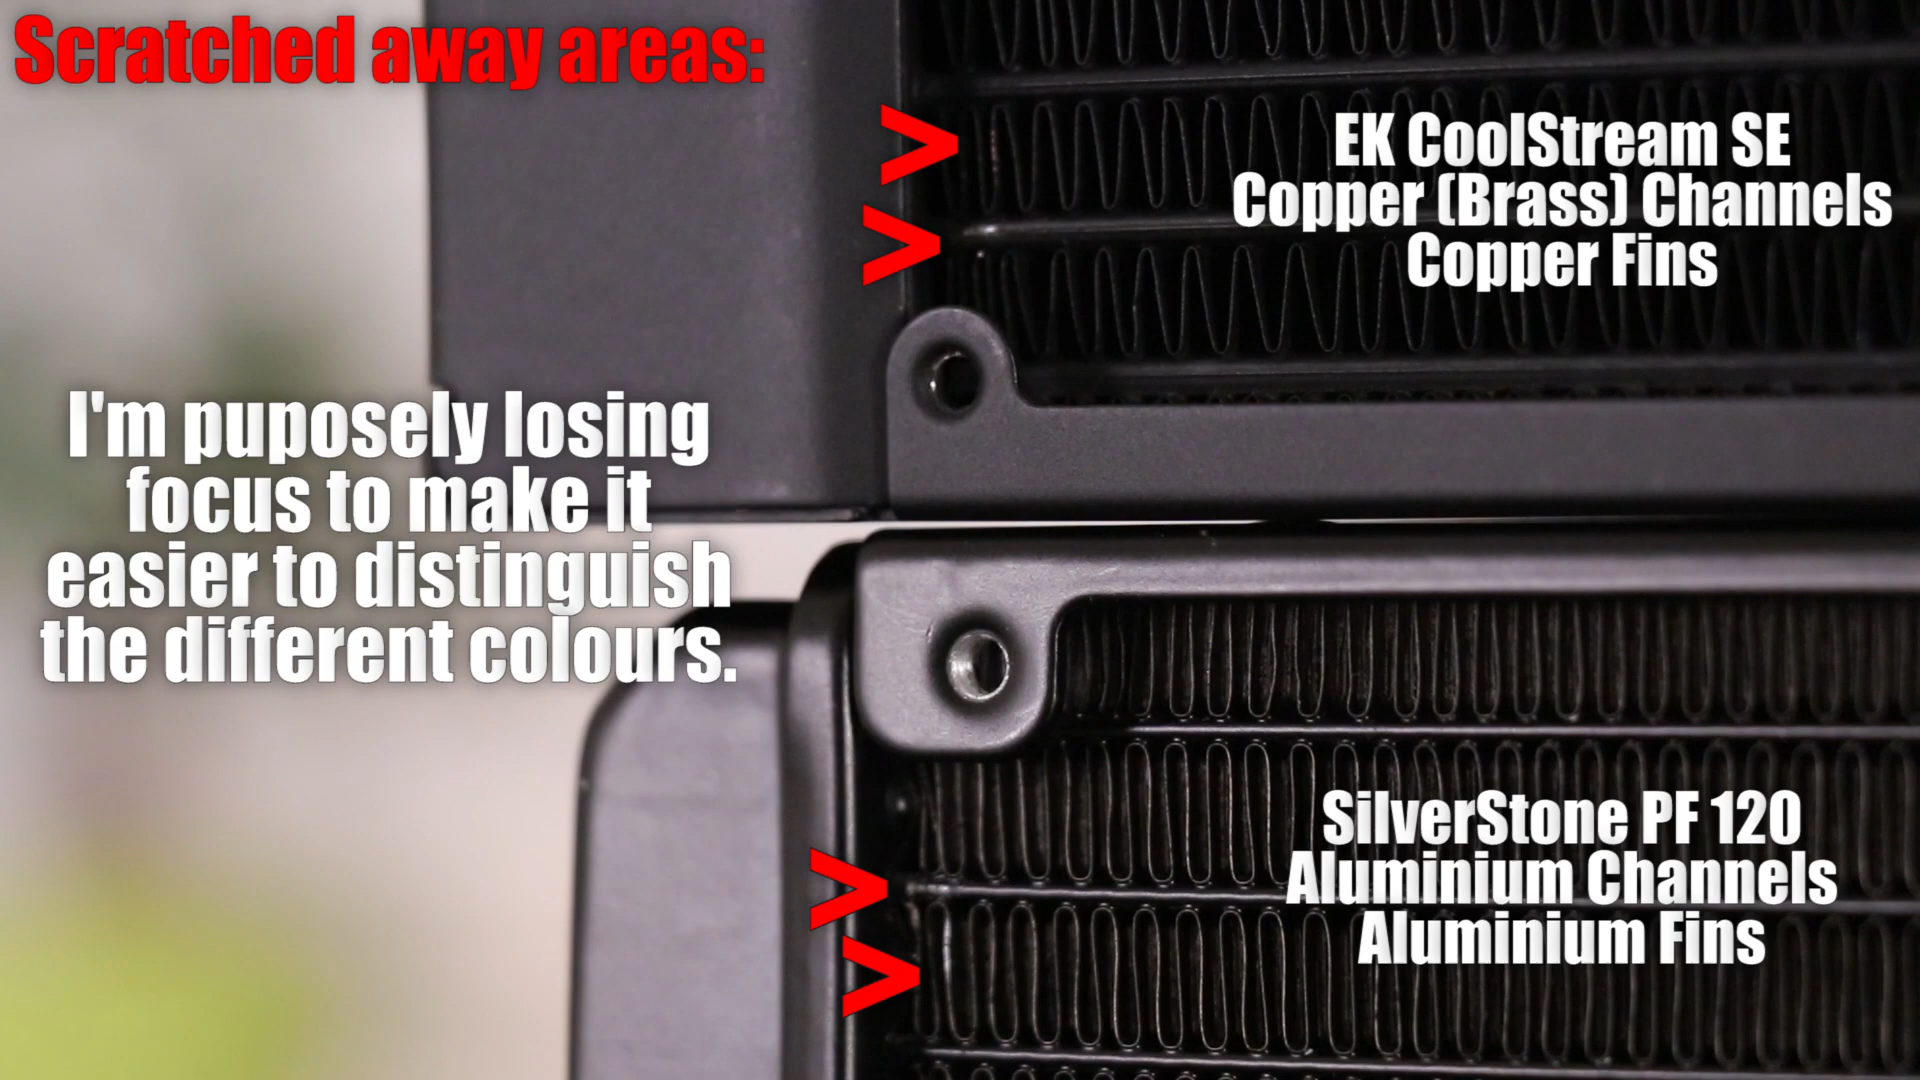 Scratched away areas:
EK CoolStream SE
Copper (Brass) Channels
Copper Fins
I'm puposely losing
focus to make it
easier to distinguish
the different colours.
SilverStone PF 120
Aluminium Channels
Aluminium Fins